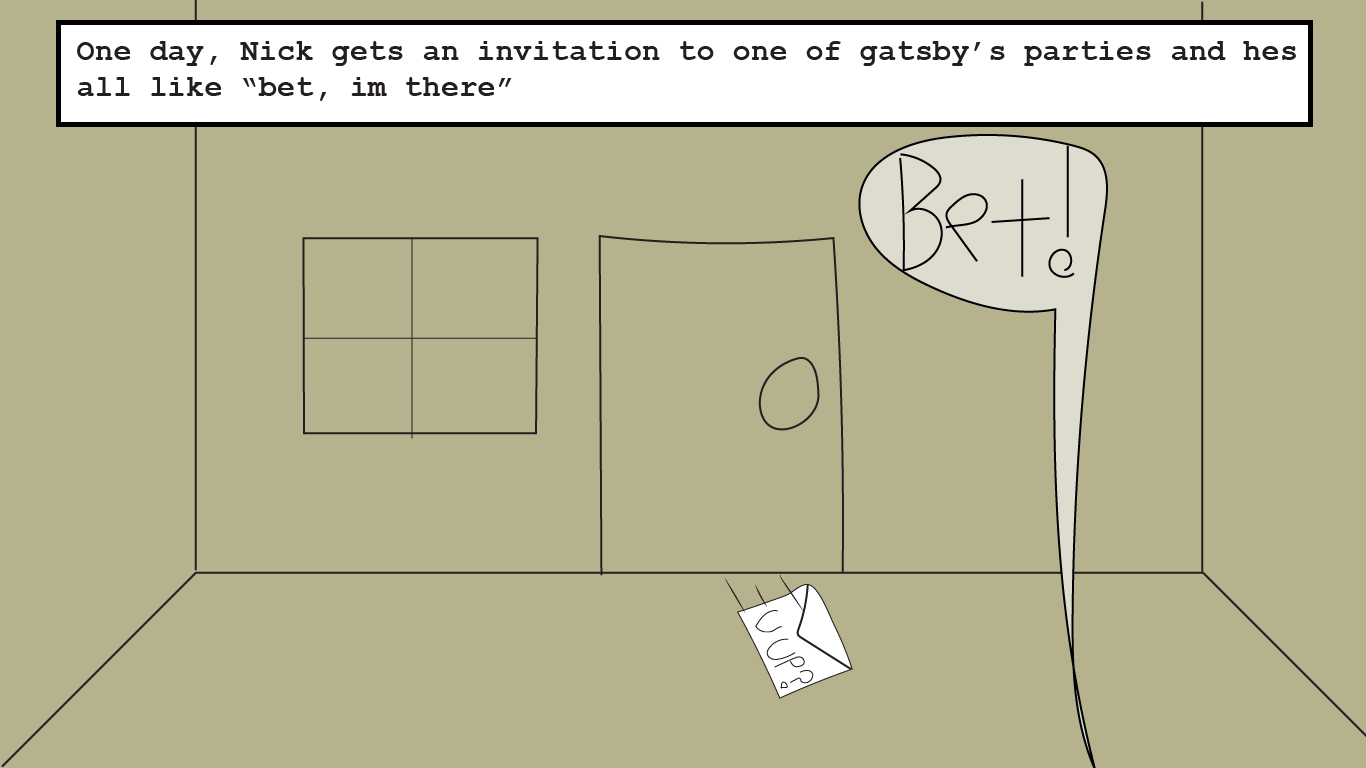 One day, Nick gets an invitation to one of gatsby’s parties and hes
all like “bet, im there”
Bet!
U UP?